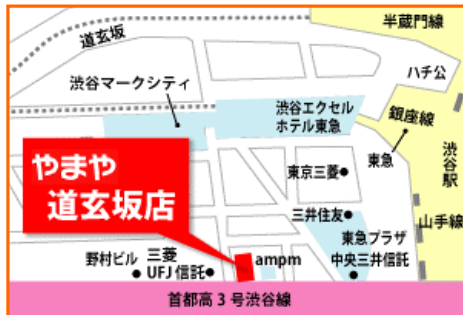 半蔵門線
道玄坂
ハチ公
渋谷マークシティ
渋谷エクセル
ホテル東急
銀座線
渋谷駅
東急
東京三菱
やまや
道玄坂店
三井住友
山手線
東急プラザ
中央三井信託
野村ビル
三菱
UFJ信託
ampm
首都高3号渋谷線